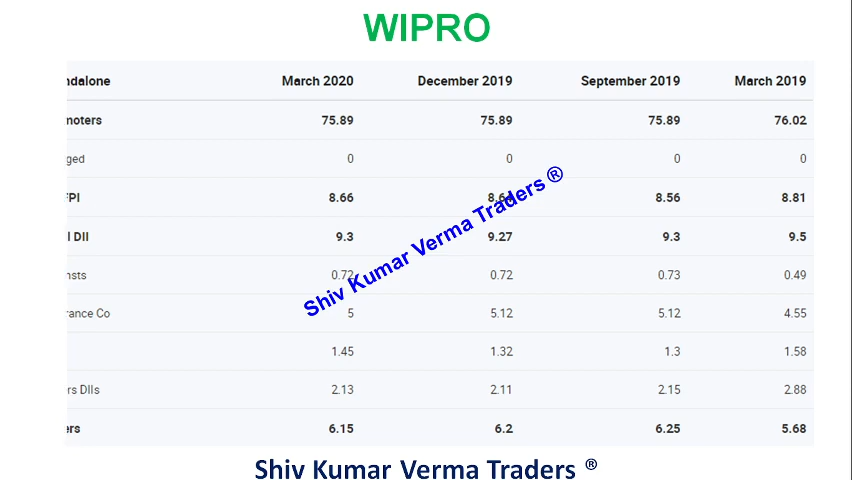 WIPRO
ndalone March 2020 December 2019 September 2019 March 2019
moters 75.89 75.89 75.89 76.02
ged 0 0 0 0
FPI 8.66 8.56 8.81
l DII 9.3 9.27 9.3 9.5
nsts 0.72 0.72 0.73 0.49
rance Co 5 5.12 5.12 4.55
1.45 1.32 1.3 1.58
rs DIIs 2.13 2.11 2.15 2.88
ers 6.15 6.2 6.25 5.68
Shiv Kumar Verma Traders ®
Shiv Kumar Verma Traders ®